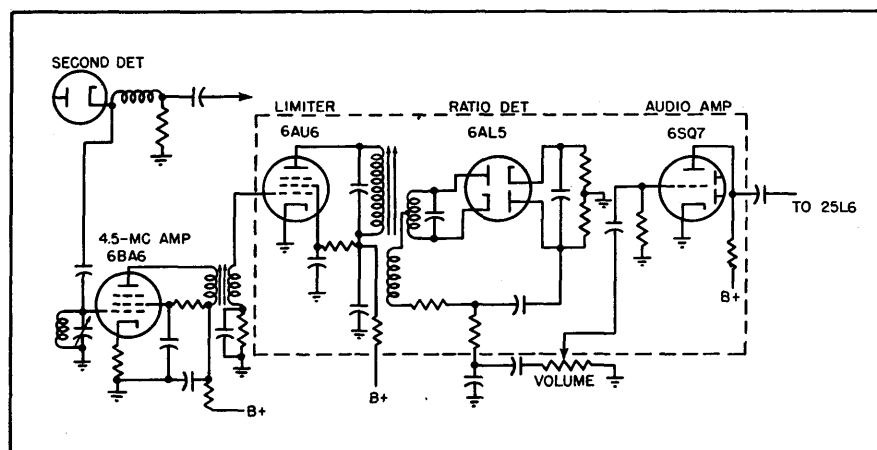 SECOND DET
LIMITER
6AU6
RATIO DET
6AL5
AUDIO AMP
6SQ7
TO 25L6
4.5-MC AMP
6BA6
B+
B+
B+
VOLUME